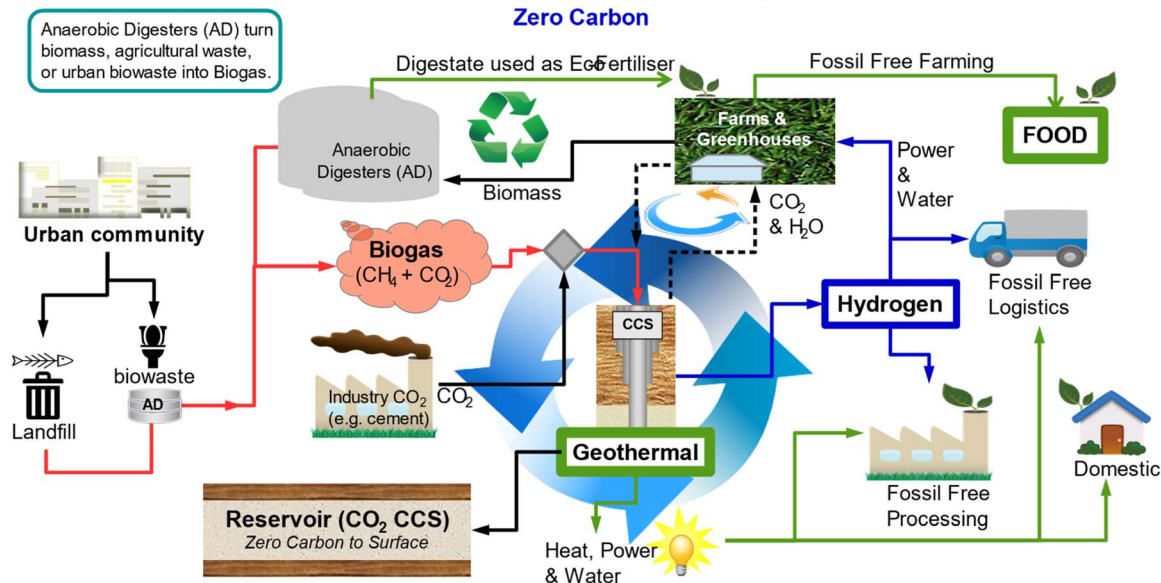 Zero Carbon
Anaerobic Digesters (AD) turn
biomass, agricultural waste,
or urban biowaste into Biogas.
Digestate used as Eco-Fertiliser
Fossil Free Farming
Farms &
Greenhouses
FOOD
Anaerobic
Digesters (AD)
Biomass
Power
&
Water
CO₂
& H₂O
Urban community
Biogas
(CH₄ + CO₂)
CCS
Hydrogen
Fossil Free
Logistics
biowaste
AD
Landfill
Industry CO₂
(e.g. cement)
CO₂
Geothermal
Domestic
Fossil Free
Processing
Reservoir (CO₂ CCS)
Zero Carbon to Surface
Heat, Power
& Water